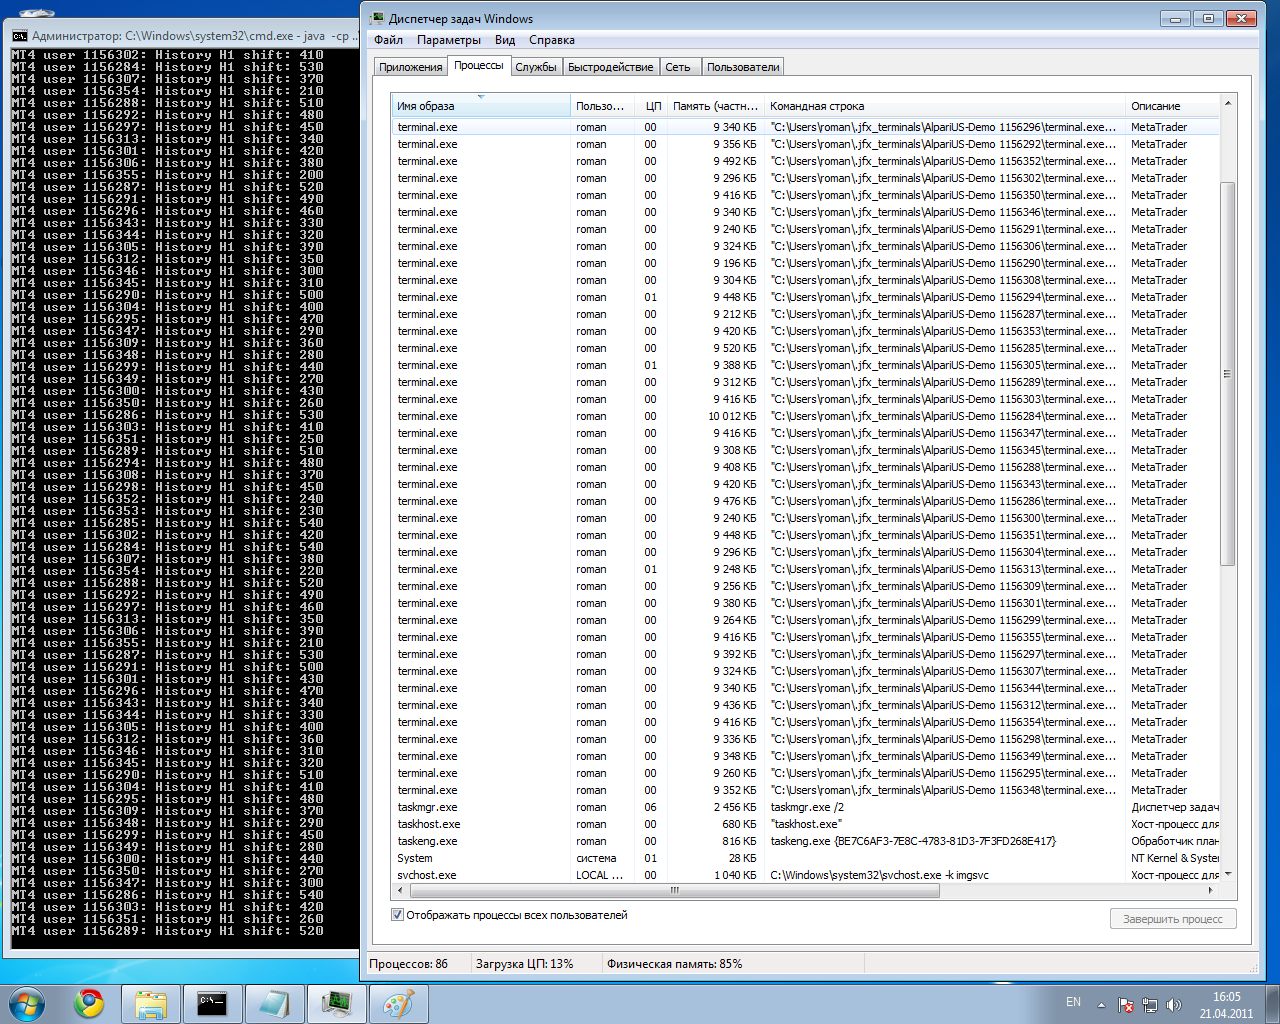 Администратор: C:\Windows\system32\cmd.exe - java -cp ..
MT4 user 1156302: History H1 shift: 410
MT4 user 1156284: History H1 shift: 530
MT4 user 1156307: History H1 shift: 370
MT4 user 1156354: History H1 shift: 210
MT4 user 1156288: History H1 shift: 510
MT4 user 1156292: History H1 shift: 480
MT4 user 1156297: History H1 shift: 450
MT4 user 1156313: History H1 shift: 340
MT4 user 1156301: History H1 shift: 420
MT4 user 1156306: History H1 shift: 380
MT4 user 1156355: History H1 shift: 200
MT4 user 1156287: History H1 shift: 520
MT4 user 1156291: History H1 shift: 490
MT4 user 1156296: History H1 shift: 460
MT4 user 1156343: History H1 shift: 330
MT4 user 1156344: History H1 shift: 320
MT4 user 1156305: History H1 shift: 390
MT4 user 1156312: History H1 shift: 350
MT4 user 1156346: History H1 shift: 300
MT4 user 1156345: History H1 shift: 310
MT4 user 1156290: History H1 shift: 500
MT4 user 1156304: History H1 shift: 400
MT4 user 1156295: History H1 shift: 470
MT4 user 1156347: History H1 shift: 290
MT4 user 1156309: History H1 shift: 360
MT4 user 1156348: History H1 shift: 280
MT4 user 1156299: History H1 shift: 440
MT4 user 1156349: History H1 shift: 270
MT4 user 1156300: History H1 shift: 430
MT4 user 1156350: History H1 shift: 260
MT4 user 1156286: History H1 shift: 530
MT4 user 1156303: History H1 shift: 410
MT4 user 1156351: History H1 shift: 250
MT4 user 1156289: History H1 shift: 510
MT4 user 1156294: History H1 shift: 480
MT4 user 1156308: History H1 shift: 370
MT4 user 1156298: History H1 shift: 450
MT4 user 1156352: History H1 shift: 240
MT4 user 1156353: History H1 shift: 230
MT4 user 1156285: History H1 shift: 540
MT4 user 1156302: History H1 shift: 420
MT4 user 1156284: History H1 shift: 540
MT4 user 1156307: History H1 shift: 380
MT4 user 1156354: History H1 shift: 220
MT4 user 1156288: History H1 shift: 520
MT4 user 1156292: History H1 shift: 490
MT4 user 1156297: History H1 shift: 460
MT4 user 1156313: History H1 shift: 350
MT4 user 1156306: History H1 shift: 390
MT4 user 1156355: History H1 shift: 210
MT4 user 1156287: History H1 shift: 530
MT4 user 1156291: History H1 shift: 500
MT4 user 1156301: History H1 shift: 430
MT4 user 1156296: History H1 shift: 470
MT4 user 1156343: History H1 shift: 340
MT4 user 1156344: History H1 shift: 330
MT4 user 1156305: History H1 shift: 400
MT4 user 1156312: History H1 shift: 360
MT4 user 1156346: History H1 shift: 310
MT4 user 1156345: History H1 shift: 320
MT4 user 1156290: History H1 shift: 510
MT4 user 1156304: History H1 shift: 410
MT4 user 1156295: History H1 shift: 480
MT4 user 1156309: History H1 shift: 370
MT4 user 1156348: History H1 shift: 290
MT4 user 1156299: History H1 shift: 450
MT4 user 1156349: History H1 shift: 280
MT4 user 1156300: History H1 shift: 440
MT4 user 1156350: History H1 shift: 270
MT4 user 1156347: History H1 shift: 300
MT4 user 1156286: History H1 shift: 540
MT4 user 1156303: History H1 shift: 420
MT4 user 1156351: History H1 shift: 260
MT4 user 1156289: History H1 shift: 520
Диспетчер задач Windows
Файл Параметры Вид Справка
Приложения Процессы Службы Быстродействие Сеть Пользователи
Имя образа Пользо... ЦП Память (частн... Командная строка Описание
terminal.exe roman 00 9 340 КБ "C:\Users\roman\.jfx_terminals\AlpariUS-Demo 1156296\terminal.exe... MetaTrader
terminal.exe roman 00 9 356 КБ "C:\Users\roman\.jfx_terminals\AlpariUS-Demo 1156292\terminal.exe... MetaTrader
terminal.exe roman 00 9 492 КБ "C:\Users\roman\.jfx_terminals\AlpariUS-Demo 1156352\terminal.exe... MetaTrader
terminal.exe roman 00 9 296 КБ "C:\Users\roman\.jfx_terminals\AlpariUS-Demo 1156302\terminal.exe... MetaTrader
terminal.exe roman 00 9 416 КБ "C:\Users\roman\.jfx_terminals\AlpariUS-Demo 1156350\terminal.exe... MetaTrader
terminal.exe roman 00 9 340 КБ "C:\Users\roman\.jfx_terminals\AlpariUS-Demo 1156346\terminal.exe... MetaTrader
terminal.exe roman 00 9 240 КБ "C:\Users\roman\.jfx_terminals\AlpariUS-Demo 1156291\terminal.exe... MetaTrader
terminal.exe roman 00 9 324 КБ "C:\Users\roman\.jfx_terminals\AlpariUS-Demo 1156306\terminal.exe... MetaTrader
terminal.exe roman 00 9 196 КБ "C:\Users\roman\.jfx_terminals\AlpariUS-Demo 1156290\terminal.exe... MetaTrader
terminal.exe roman 00 9 304 КБ "C:\Users\roman\.jfx_terminals\AlpariUS-Demo 1156308\terminal.exe... MetaTrader
terminal.exe roman 01 9 448 КБ "C:\Users\roman\.jfx_terminals\AlpariUS-Demo 1156294\terminal.exe... MetaTrader
terminal.exe roman 00 9 212 КБ "C:\Users\roman\.jfx_terminals\AlpariUS-Demo 1156287\terminal.exe... MetaTrader
terminal.exe roman 00 9 420 КБ "C:\Users\roman\.jfx_terminals\AlpariUS-Demo 1156353\terminal.exe... MetaTrader
terminal.exe roman 00 9 520 КБ "C:\Users\roman\.jfx_terminals\AlpariUS-Demo 1156285\terminal.exe... MetaTrader
terminal.exe roman 01 9 388 КБ "C:\Users\roman\.jfx_terminals\AlpariUS-Demo 1156305\terminal.exe... MetaTrader
terminal.exe roman 00 9 312 КБ "C:\Users\roman\.jfx_terminals\AlpariUS-Demo 1156289\terminal.exe... MetaTrader
terminal.exe roman 00 9 416 КБ "C:\Users\roman\.jfx_terminals\AlpariUS-Demo 1156303\terminal.exe... MetaTrader
terminal.exe roman 00 10 012 КБ "C:\Users\roman\.jfx_terminals\AlpariUS-Demo 1156284\terminal.exe... MetaTrader
terminal.exe roman 00 9 416 КБ "C:\Users\roman\.jfx_terminals\AlpariUS-Demo 1156347\terminal.exe... MetaTrader
terminal.exe roman 00 9 308 КБ "C:\Users\roman\.jfx_terminals\AlpariUS-Demo 1156345\terminal.exe... MetaTrader
terminal.exe roman 00 9 408 КБ "C:\Users\roman\.jfx_terminals\AlpariUS-Demo 1156288\terminal.exe... MetaTrader
terminal.exe roman 00 9 420 КБ "C:\Users\roman\.jfx_terminals\AlpariUS-Demo 1156343\terminal.exe... MetaTrader
terminal.exe roman 00 9 476 КБ "C:\Users\roman\.jfx_terminals\AlpariUS-Demo 1156286\terminal.exe... MetaTrader
terminal.exe roman 00 9 240 КБ "C:\Users\roman\.jfx_terminals\AlpariUS-Demo 1156300\terminal.exe... MetaTrader
terminal.exe roman 00 9 448 КБ "C:\Users\roman\.jfx_terminals\AlpariUS-Demo 1156351\terminal.exe... MetaTrader
terminal.exe roman 00 9 296 КБ "C:\Users\roman\.jfx_terminals\AlpariUS-Demo 1156304\terminal.exe... MetaTrader
terminal.exe roman 01 9 248 КБ "C:\Users\roman\.jfx_terminals\AlpariUS-Demo 1156313\terminal.exe... MetaTrader
terminal.exe roman 00 9 256 КБ "C:\Users\roman\.jfx_terminals\AlpariUS-Demo 1156309\terminal.exe... MetaTrader
terminal.exe roman 00 9 380 КБ "C:\Users\roman\.jfx_terminals\AlpariUS-Demo 1156301\terminal.exe... MetaTrader
terminal.exe roman 00 9 264 КБ "C:\Users\roman\.jfx_terminals\AlpariUS-Demo 1156299\terminal.exe... MetaTrader
terminal.exe roman 00 9 416 КБ "C:\Users\roman\.jfx_terminals\AlpariUS-Demo 1156355\terminal.exe... MetaTrader
terminal.exe roman 00 9 392 КБ "C:\Users\roman\.jfx_terminals\AlpariUS-Demo 1156297\terminal.exe... MetaTrader
terminal.exe roman 00 9 324 КБ "C:\Users\roman\.jfx_terminals\AlpariUS-Demo 1156307\terminal.exe... MetaTrader
terminal.exe roman 00 9 340 КБ "C:\Users\roman\.jfx_terminals\AlpariUS-Demo 1156344\terminal.exe... MetaTrader
terminal.exe roman 00 9 436 КБ "C:\Users\roman\.jfx_terminals\AlpariUS-Demo 1156312\terminal.exe... MetaTrader
terminal.exe roman 00 9 416 КБ "C:\Users\roman\.jfx_terminals\AlpariUS-Demo 1156354\terminal.exe... MetaTrader
terminal.exe roman 00 9 336 КБ "C:\Users\roman\.jfx_terminals\AlpariUS-Demo 1156298\terminal.exe... MetaTrader
terminal.exe roman 00 9 348 КБ "C:\Users\roman\.jfx_terminals\AlpariUS-Demo 1156349\terminal.exe... MetaTrader
terminal.exe roman 00 9 260 КБ "C:\Users\roman\.jfx_terminals\AlpariUS-Demo 1156295\terminal.exe... MetaTrader
terminal.exe roman 00 9 352 КБ "C:\Users\roman\.jfx_terminals\AlpariUS-Demo 1156348\terminal.exe... MetaTrader
taskmgr.exe roman 06 2 456 КБ taskmgr.exe /2 Диспетчер задач
taskhost.exe roman 00 680 КБ "taskhost.exe" Хост-процесс для
taskeng.exe roman 00 816 КБ taskeng.exe {BE7C6AF3-7E8C-4783-81D3-7F3FD268E417} Обработчик план
System система 01 28 КБ NT Kernel & Syste
svchost.exe LOCAL ... 00 1 040 КБ C:\Windows\system32\svchost.exe -k imgsvc Хост-процесс для
Отображать процессы всех пользователей
Завершить процесс
Процессов: 86 Загрузка ЦП: 13% Физическая память: 85%
EN
16:05
21.04.2011